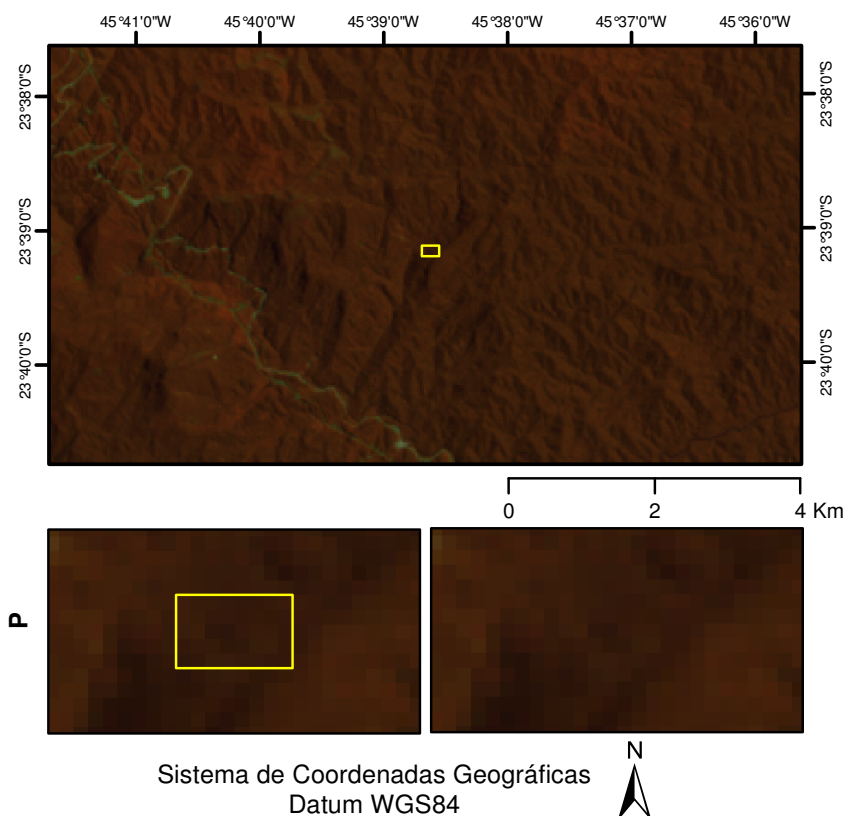 45°41'0"W 45°40'0"W 45°39'0"W 45°38'0"W 45°37'0"W 45°36'0"W
23°38'0"S 23°38'0"S
23°39'0"S 23°39'0"S
23°40'0"S 23°40'0"S
0 2 4 Km
P
N
Sistema de Coordenadas Geográficas
Datum WGS84